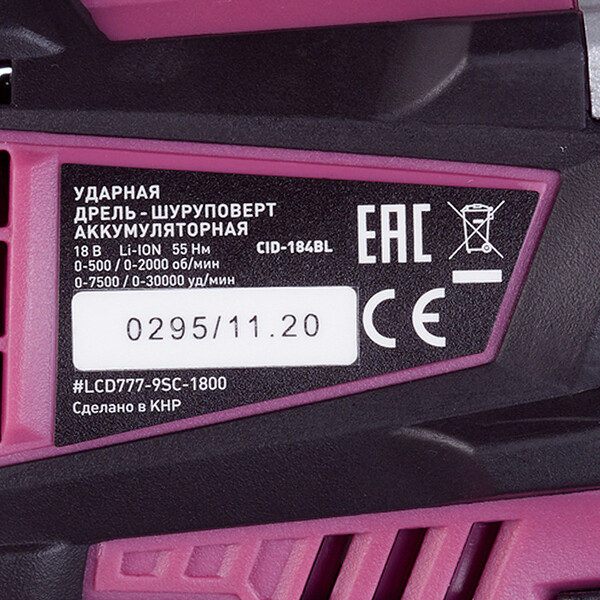 УДАРНАЯ
ДРЕЛЬ - ШУРУПОВЕРТ
АККУМУЛЯТОРНАЯ
18 В Li-ION 55 Нм CID-184BL
0-500 / 0-2000 об/мин
0-7500 / 0-30000 уд/мин
EAC
0295/11.20
CE
#LCD777-9SC-1800
Сделано в КНР